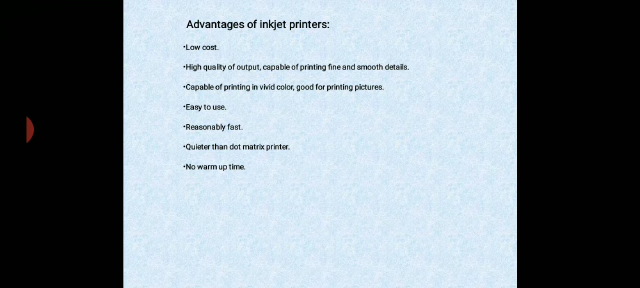 Advantages of inkjet printers:
•Low cost.
•High quality of output, capable of printing fine and smooth details.
•Capable of printing in vivid color, good for printing pictures.
•Easy to use.
•Reasonably fast.
•Quieter than dot matrix printer.
•No warm up time.